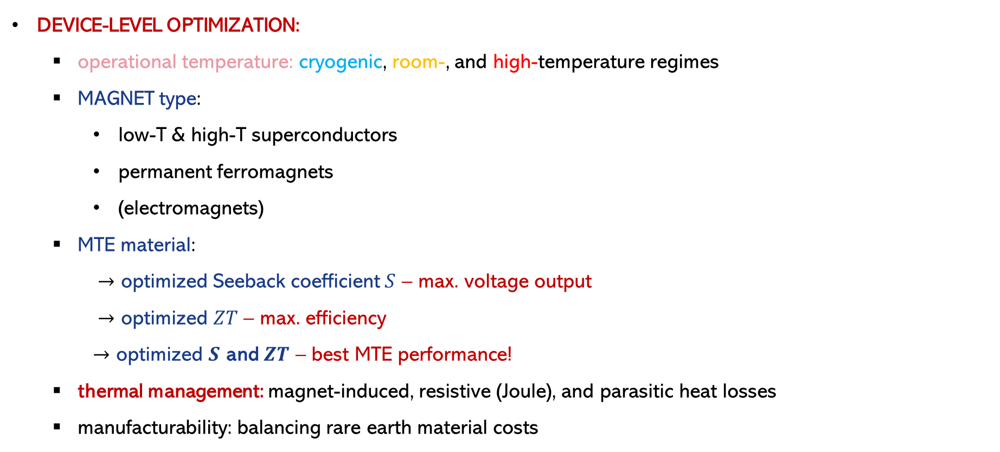 • DEVICE-LEVEL OPTIMIZATION:
▪ operational temperature: cryogenic, room-, and high-temperature regimes
▪ MAGNET type:
• low-T & high-T superconductors
• permanent ferromagnets
• (electromagnets)
▪ MTE material:
→ optimized Seeback coefficient S – max. voltage output
→ optimized ZT – max. efficiency
→ optimized S and ZT – best MTE performance!
▪ thermal management: magnet-induced, resistive (Joule), and parasitic heat losses
▪ manufacturability: balancing rare earth material costs